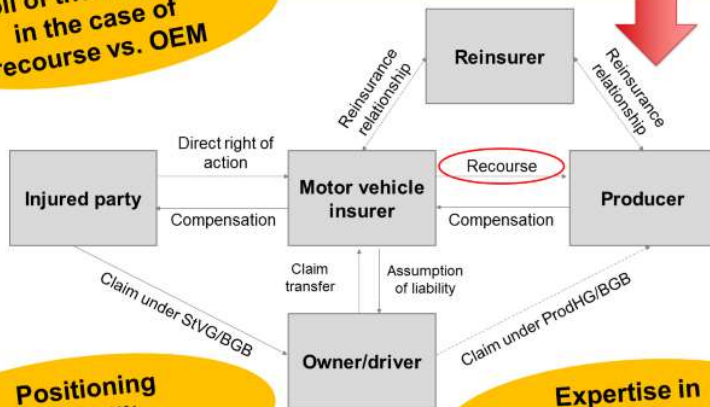 in the case of
recourse vs. OEM
Reinsurer
Reinsurance
relationship
Reinsurance
relationship
Direct right of
action
Recourse
Injured party
Motor vehicle
insurer
Producer
Compensation
Compensation
Claim
transfer
Assumption
of liability
Claim under StVG/BGB
Claim under ProdHG/BGB
Owner/driver
Positioning
Expertise in